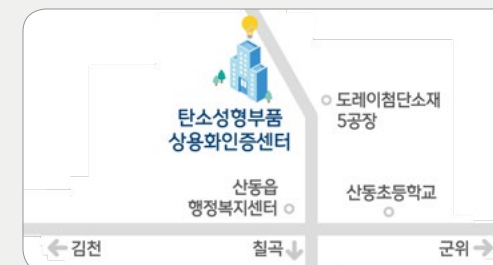 탄소성형부품
상용화인증센터
도레이첨단소재
5공장
산동읍
행정복지센터
산동초등학교
김천
칠곡
군위